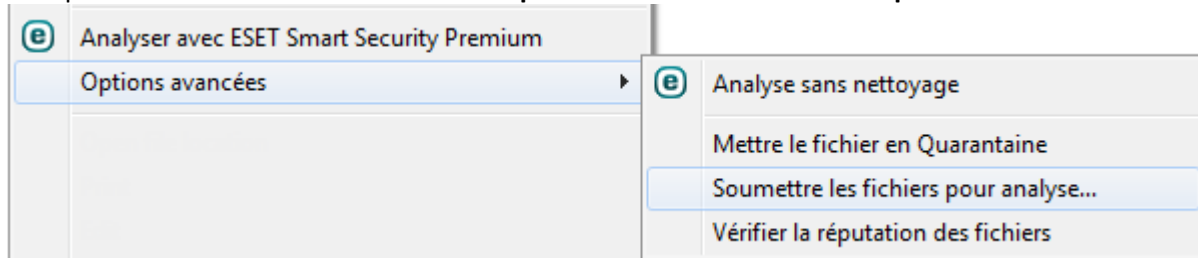 Analyser avec ESET Smart Security Premium
Options avancées
Analyse sans nettoyage
Mettre le fichier en Quarantaine
Soumettre les fichiers pour analyse...
Vérifier la réputation des fichiers